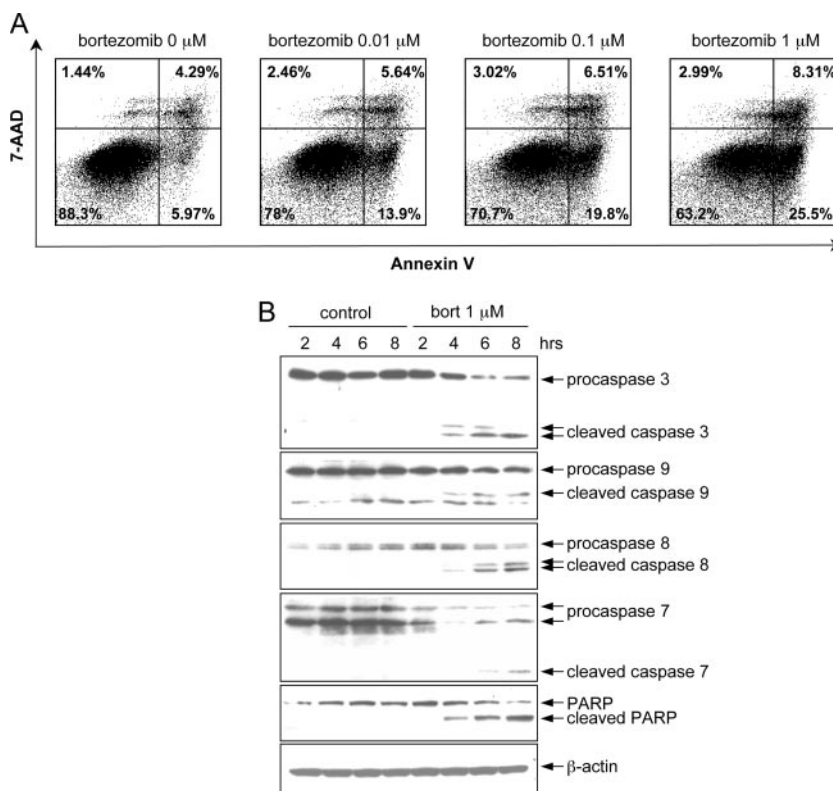 A
bortezomib 0 μM bortezomib 0.01 μM bortezomib 0.1 μM bortezomib 1 μM
1.44% 4.29% 2.46% 5.64% 3.02% 6.51% 2.99% 8.31%
7-AAD
88.3% 5.97% 78% 13.9% 70.7% 19.8% 63.2% 25.5%
Annexin V
B
control bort 1 μM
2 4 6 8 2 4 6 8 hrs
procaspase 3
cleaved caspase 3
procaspase 9
cleaved caspase 9
procaspase 8
cleaved caspase 8
procaspase 7
cleaved caspase 7
PARP
cleaved PARP
β-actin